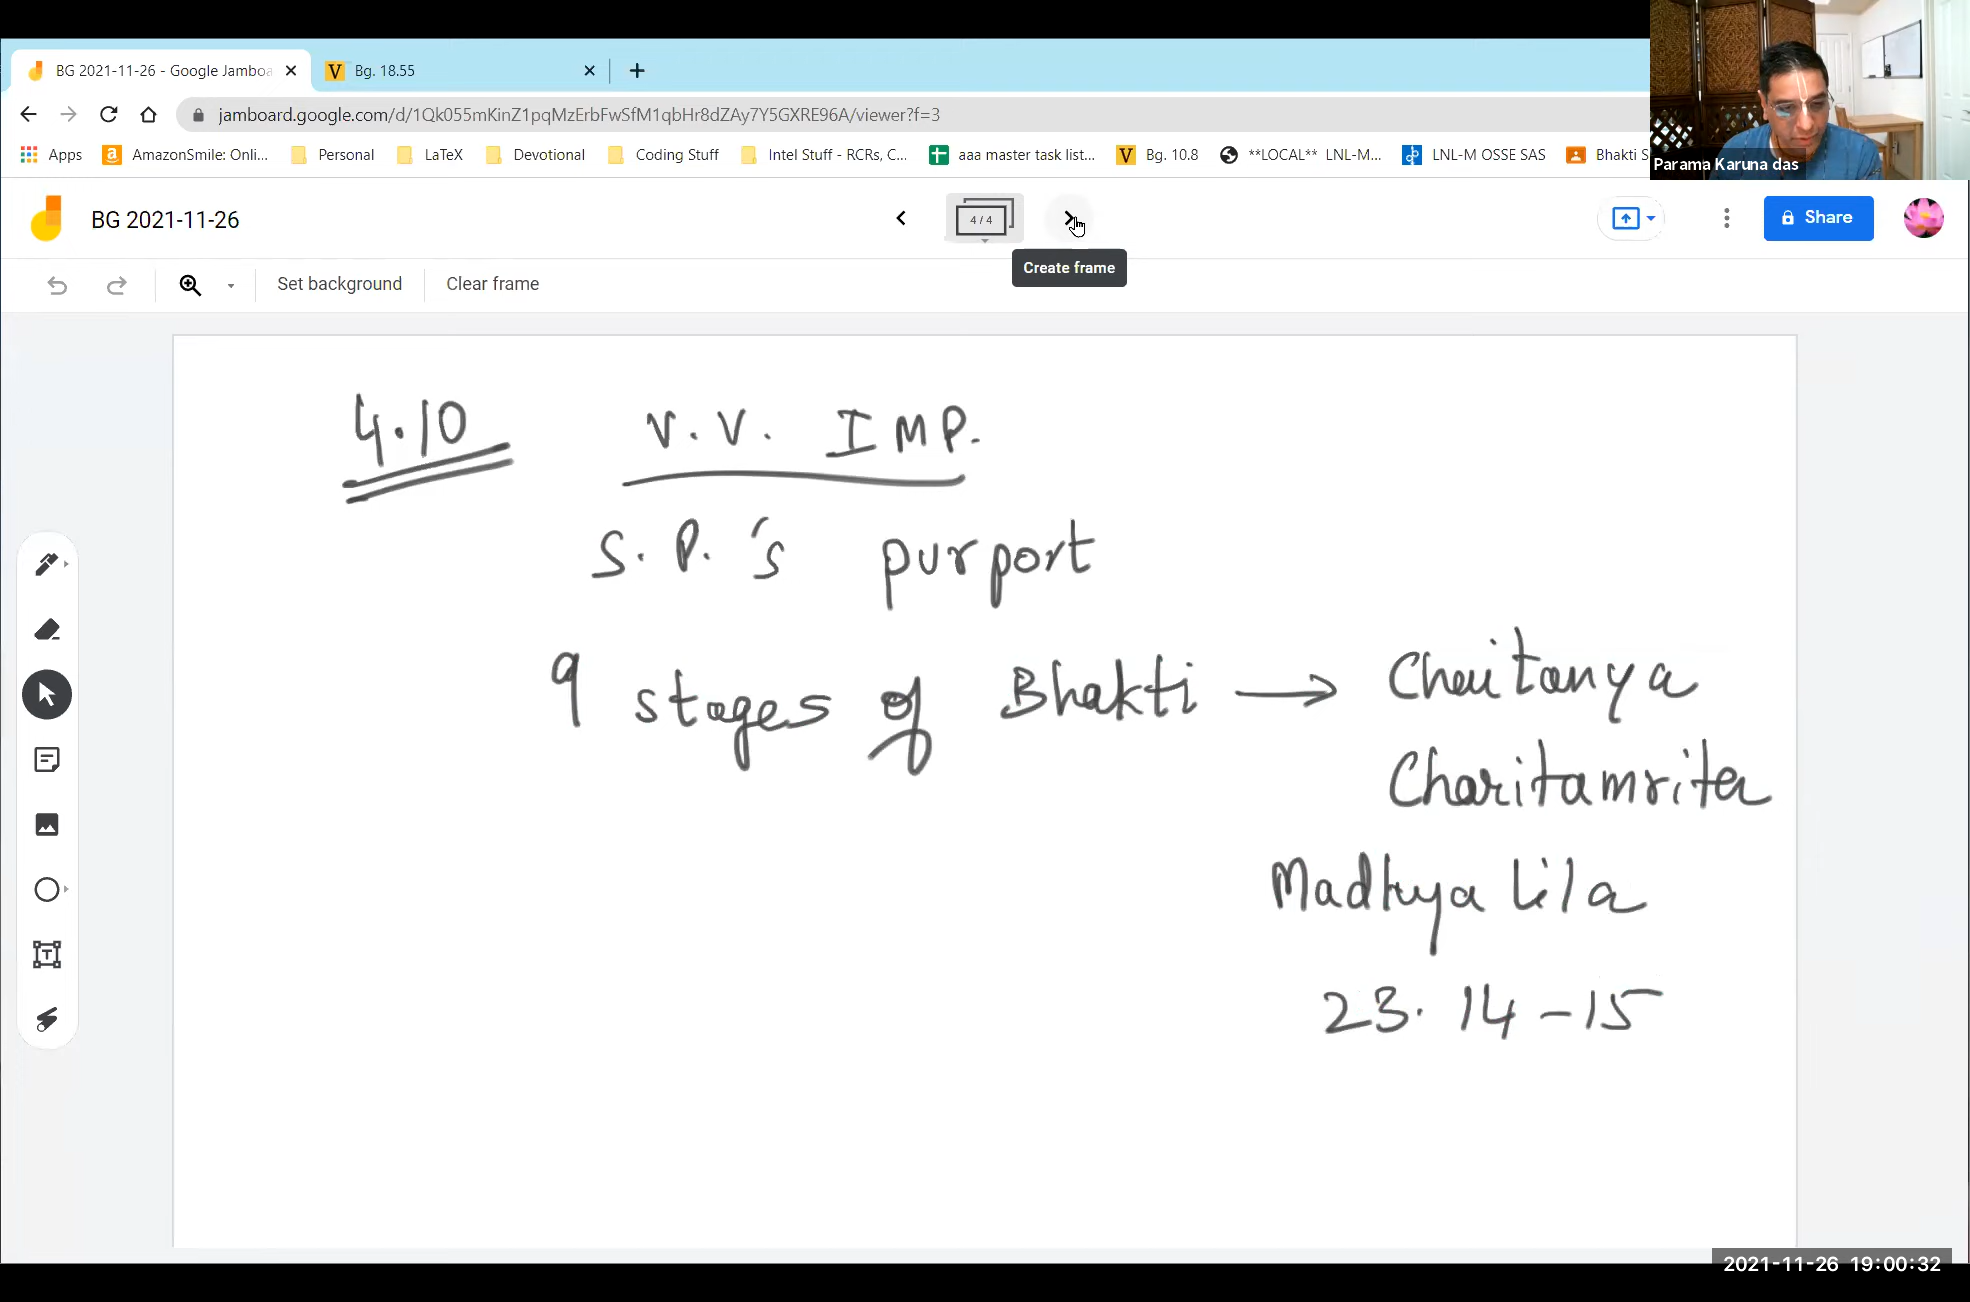 BG 2021-11-26 - Google Jamboa
Bg. 18.55
jamboard.google.com/d/1Qk055mKinZ1pqMzErbFwSfM1qbHr8dZAy7Y5GXRE96A/viewer?f=3
Apps AmazonSmile: Onli... Personal LaTeX Devotional Coding Stuff Intel Stuff - RCRs, C... aaa master task list... Bg. 10.8 **LOCAL** LNL-M... LNL-M OSSE SAS Bhakti S
Parama Karuna das
BG 2021-11-26
4 / 4
Share
Create frame
Set background Clear frame
4.10 V.V. IMP.
S.P.'s purport
9 stages of Bhakti → Chaitanya
Charitamrita
Madhya Lila
23.14-15
2021-11-26 19:00:32